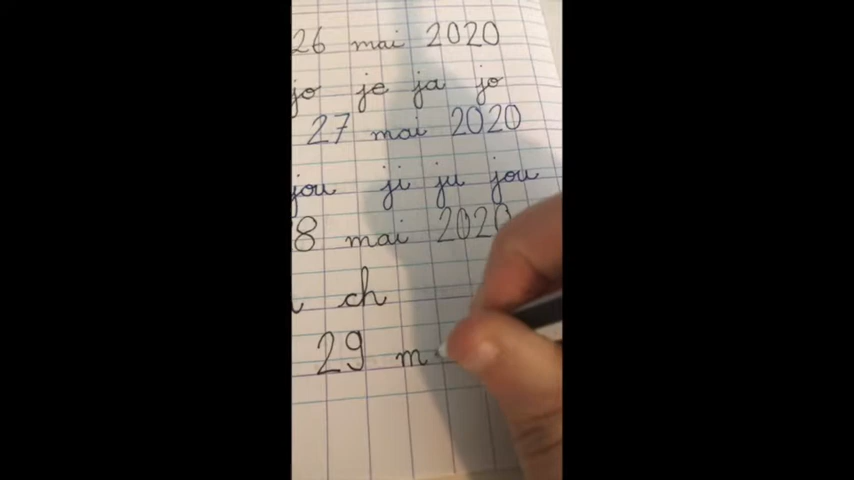 26 mai 2020
jo je ja jo
27 mai 2020
jou ji ju jou
8 mai 2020
ch
29 m